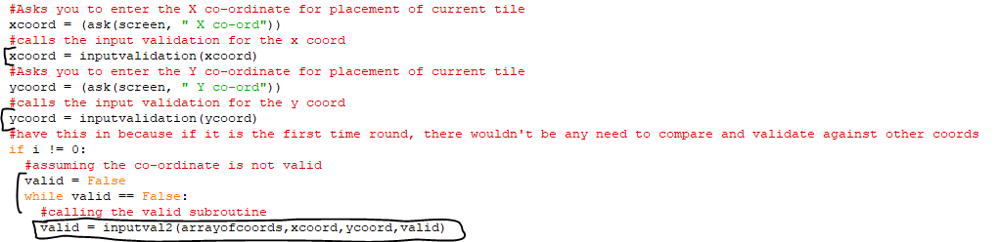 #Asks you to enter the X co-ordinate for placement of current tile
xcoord = (ask(screen, " X co-ord"))
#calls the input validation for the x coord
xcoord = inputvalidation(xcoord)
#Asks you to enter the Y co-ordinate for placement of current tile
ycoord = (ask(screen, " Y co-ord"))
#calls the input validation for the y coord
ycoord = inputvalidation(ycoord)
#have this in because if it is the first time round, there wouldn't be any need to compare and validate against other coords
if i != 0:
#assuming the co-ordinate is not valid
valid = False
while valid == False:
#calling the valid subroutine
valid = inputval2(arrayofcoords,xcoord,ycoord,valid)